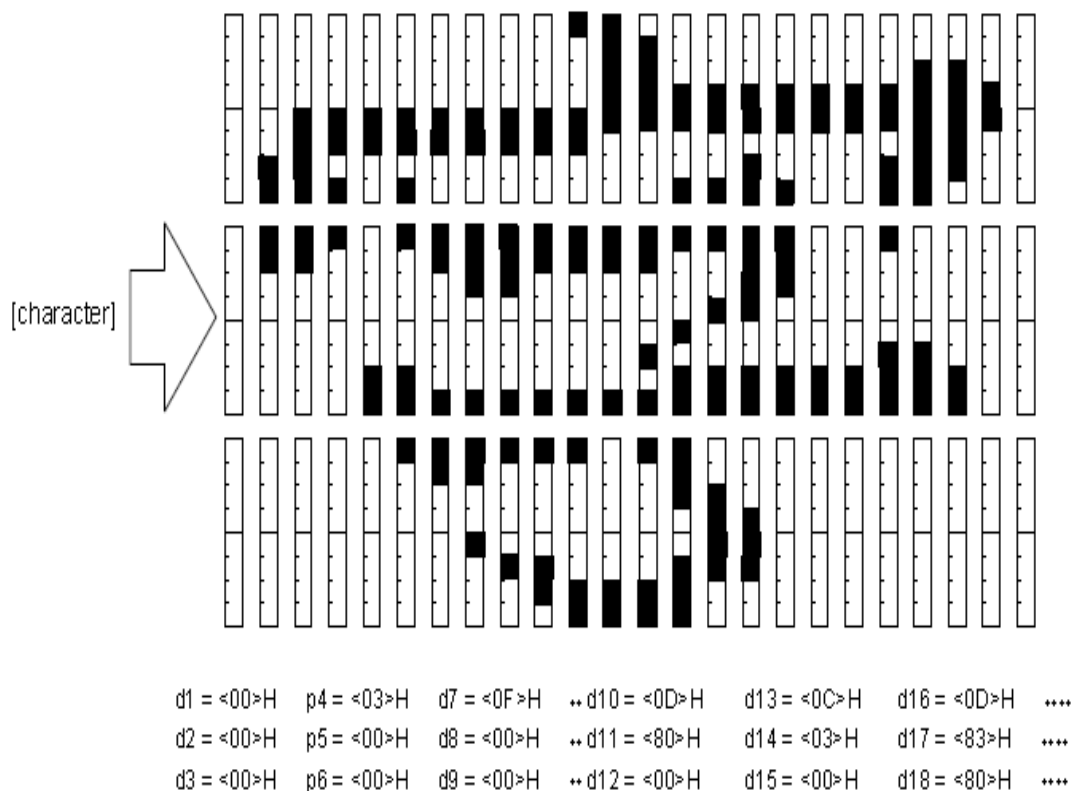 [character]
d1 = <00>H p4 = <03>H d7 = <0F>H ··d10 = <0D>H d13 = <0C>H d16 = <0D>H ····
d2 = <00>H p5 = <00>H d8 = <00>H ··d11 = <80>H d14 = <03>H d17 = <83>H ····
d3 = <00>H p6 = <00>H d9 = <00>H ··d12 = <00>H d15 = <00>H d18 = <80>H ····